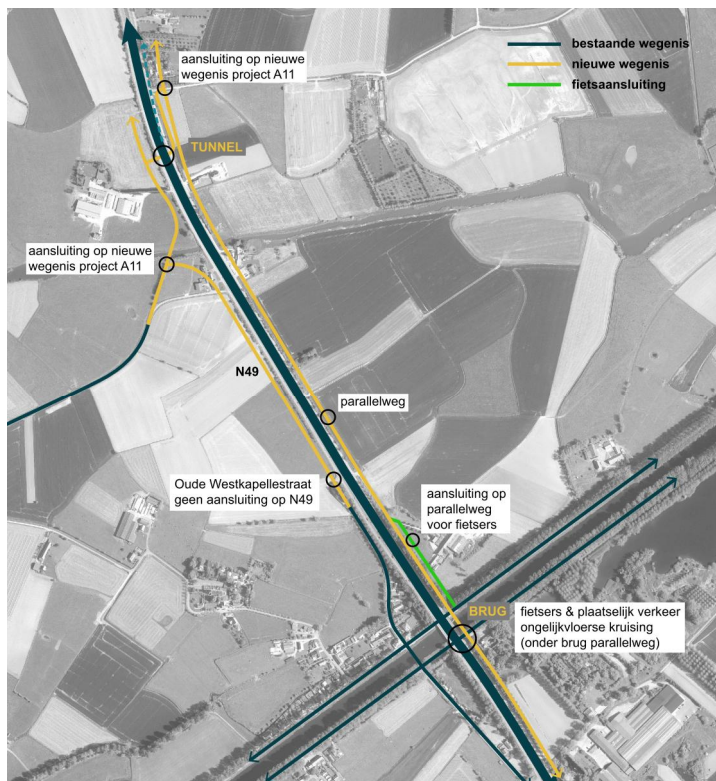 bestaande wegenis
nieuwe wegenis
fietsaansluiting
aansluiting op nieuwe
wegenis project A11
TUNNEL
aansluiting op nieuwe
wegenis project A11
N49
parallelweg
Oude Westkapellestraat
geen aansluiting op N49
aansluiting op
parallelweg
voor fietsers
BRUG
fietsers & plaatselijk verkeer
ongelijkvloerse kruising
(onder brug parallelweg)